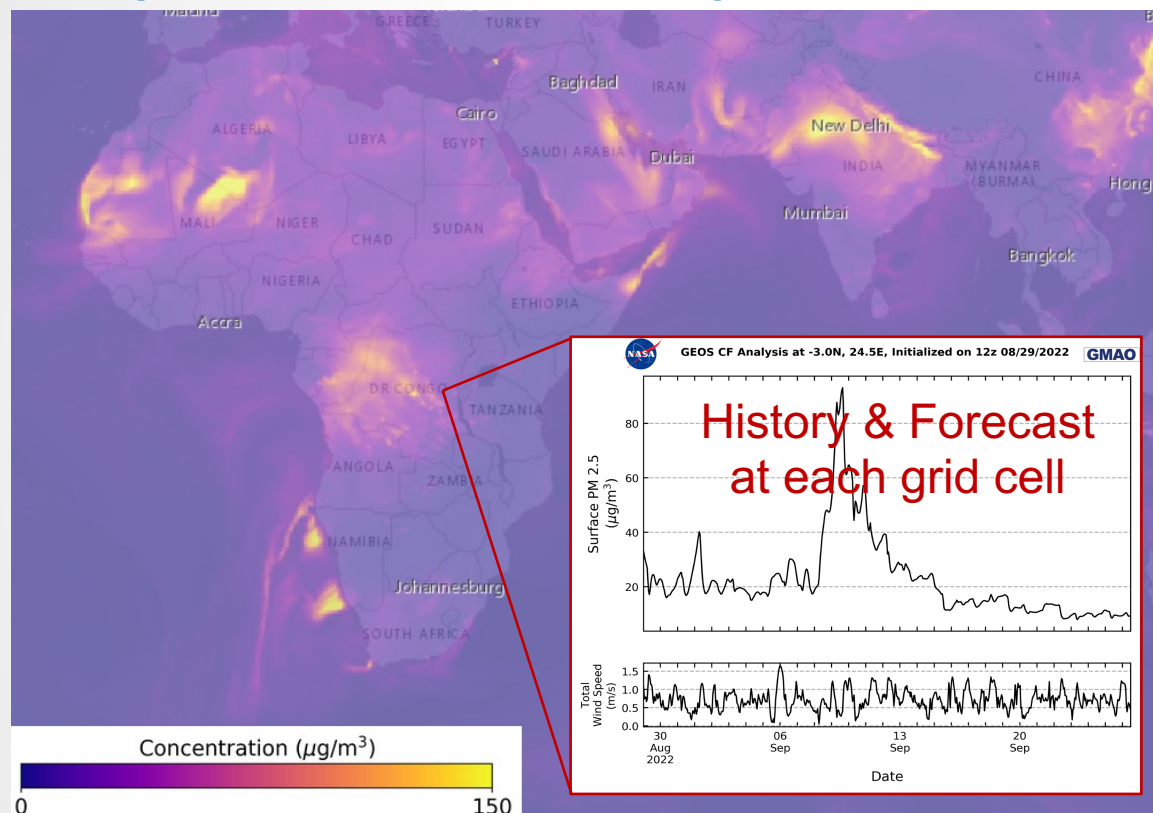 Madrid
GREECE
TURKEY
Baghdad
IRAN
CHINA
Cairo
ALGERIA
LIBYA
EGYPT
SAUDI ARABIA
Dubai
New Delhi
INDIA
MYANMAR
(BURMA)
Hong
MALI
NIGER
CHAD
SUDAN
Mumbai
Bangkok
NIGERIA
ETHIOPIA
Accra
DR CONGO
TANZANIA
ANGOLA
ZAMBIA
NAMIBIA
Johannesburg
SOUTH AFRICA
NASA
GEOS CF Analysis at -3.0N, 24.5E, Initialized on 12z 08/29/2022
GMAO
History & Forecast
at each grid cell
Surface PM 2.5
(μg/m³)
80
60
40
20
Total
Wind Speed
(m/s)
1.5
1.0
0.5
0.0
30
Aug
2022
06
Sep
13
Sep
20
Sep
Date
Concentration (μg/m³)
0
150